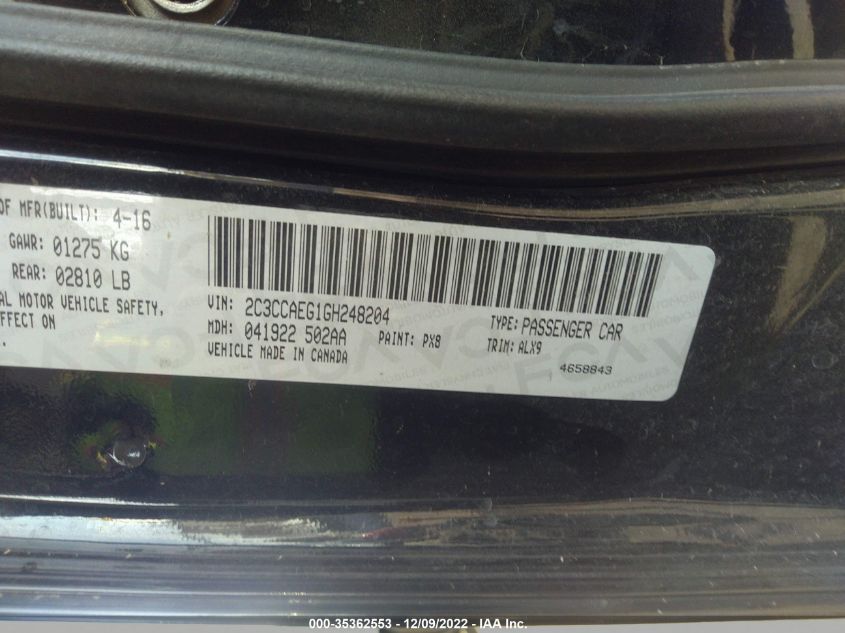 OF MFR(BUILT): 4-16
GAWR: 01275 KG
REAR: 02810 LB
AL MOTOR VEHICLE SAFETY,
EFFECT ON
VIN: 2C3CCAEG1GH248204
TYPE: PASSENGER CAR
MDH: 041922 502AA
PAINT: PX8
TRIM: ALX9
VEHICLE MADE IN CANADA
4658843
000-35362553 - 12/09/2022 - IAA Inc.